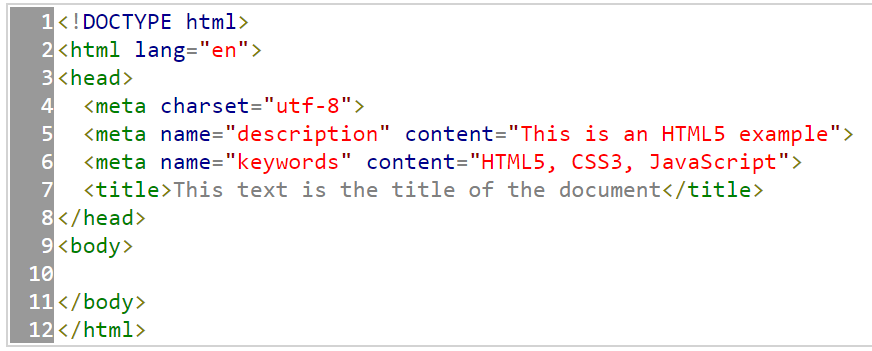 1<!DOCTYPE html>
2<html lang="en">
3<head>
4  <meta charset="utf-8">
5  <meta name="description" content="This is an HTML5 example">
6  <meta name="keywords" content="HTML5, CSS3, JavaScript">
7  <title>This text is the title of the document</title>
8</head>
9<body>
10
11</body>
12</html>